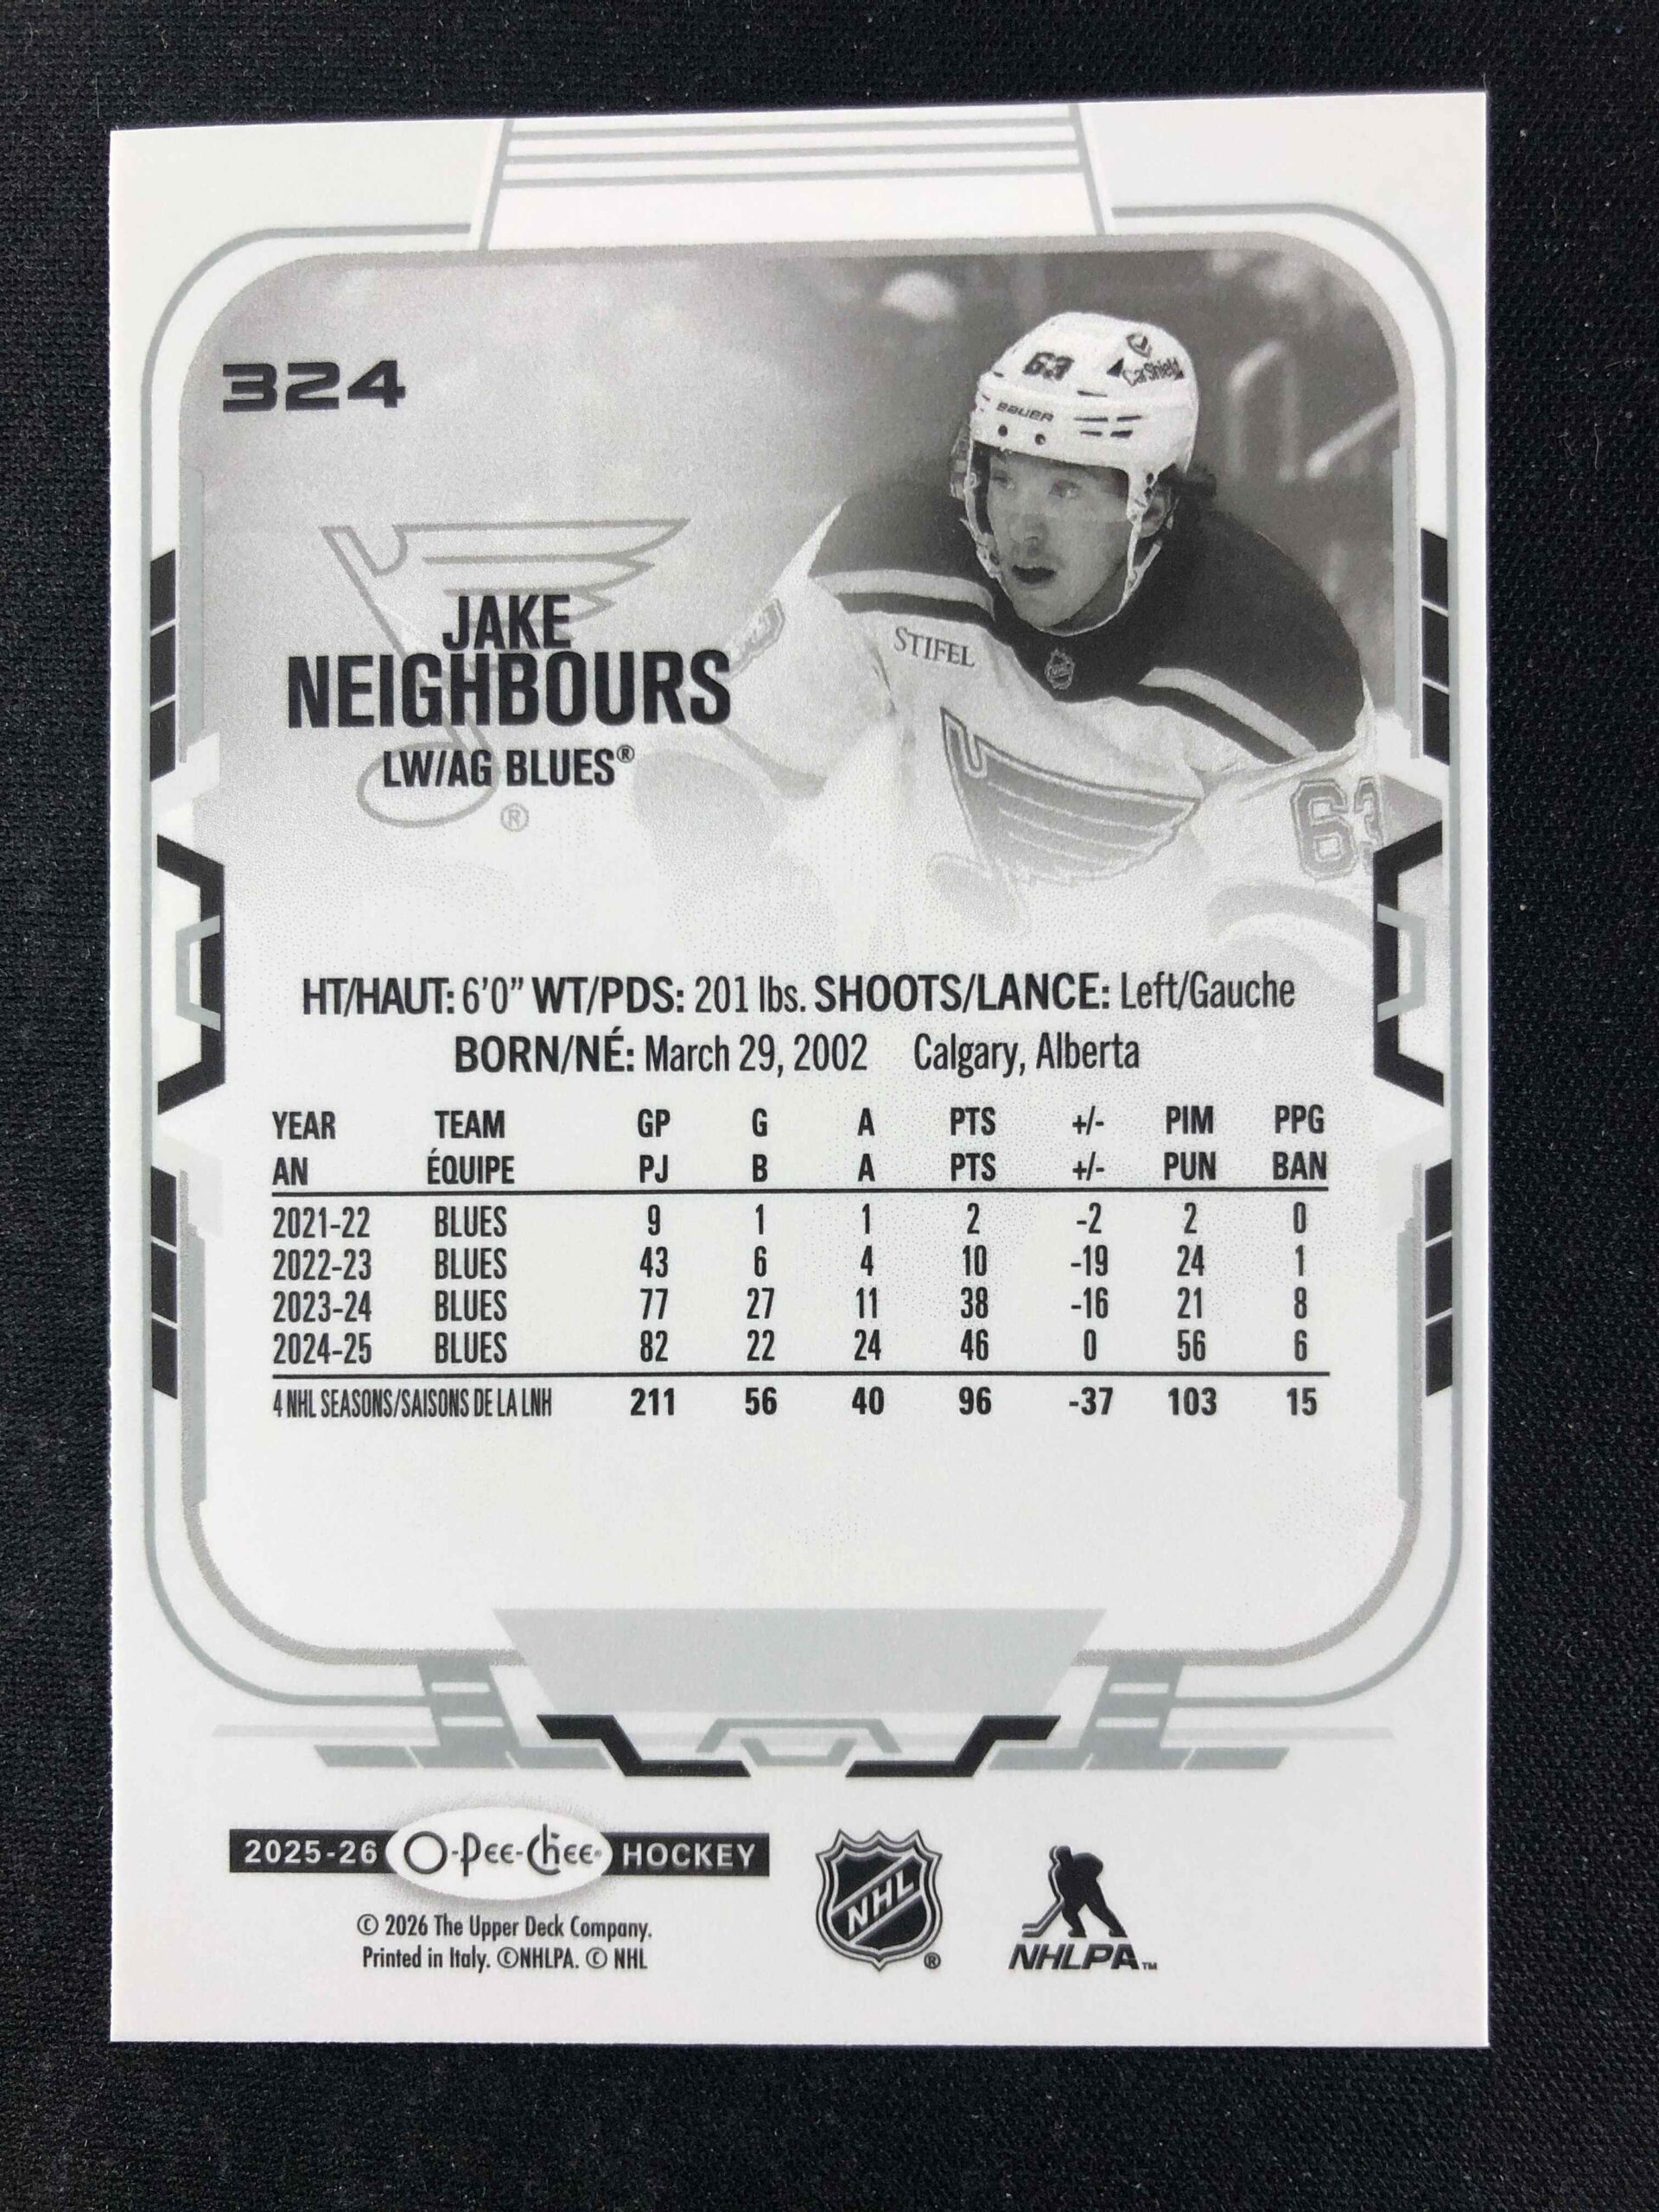 324
63
CarShield
BAUER
STIFEL
JAKE
NEIGHBOURS
LW/AG BLUES®
®
63
HT/HAUT: 6'0" WT/PDS: 201 lbs. SHOOTS/LANCE: Left/Gauche
BORN/NÉ: March 29, 2002 Calgary, Alberta
YEAR TEAM GP G A PTS +/- PIM PPG
AN ÉQUIPE PJ B A PTS +/- PUN BAN
2021-22 BLUES 9 1 1 2 -2 2 0
2022-23 BLUES 43 6 4 10 -19 24 1
2023-24 BLUES 77 27 11 38 -16 21 8
2024-25 BLUES 82 22 24 46 0 56 6
4 NHL SEASONS/SAISONS DE LA LNH 211 56 40 96 -37 103 15
2025-26 O-Pee-Chee® HOCKEY
© 2026 The Upper Deck Company.
Printed in Italy. ©NHLPA. © NHL
NHL®
NHLPA™